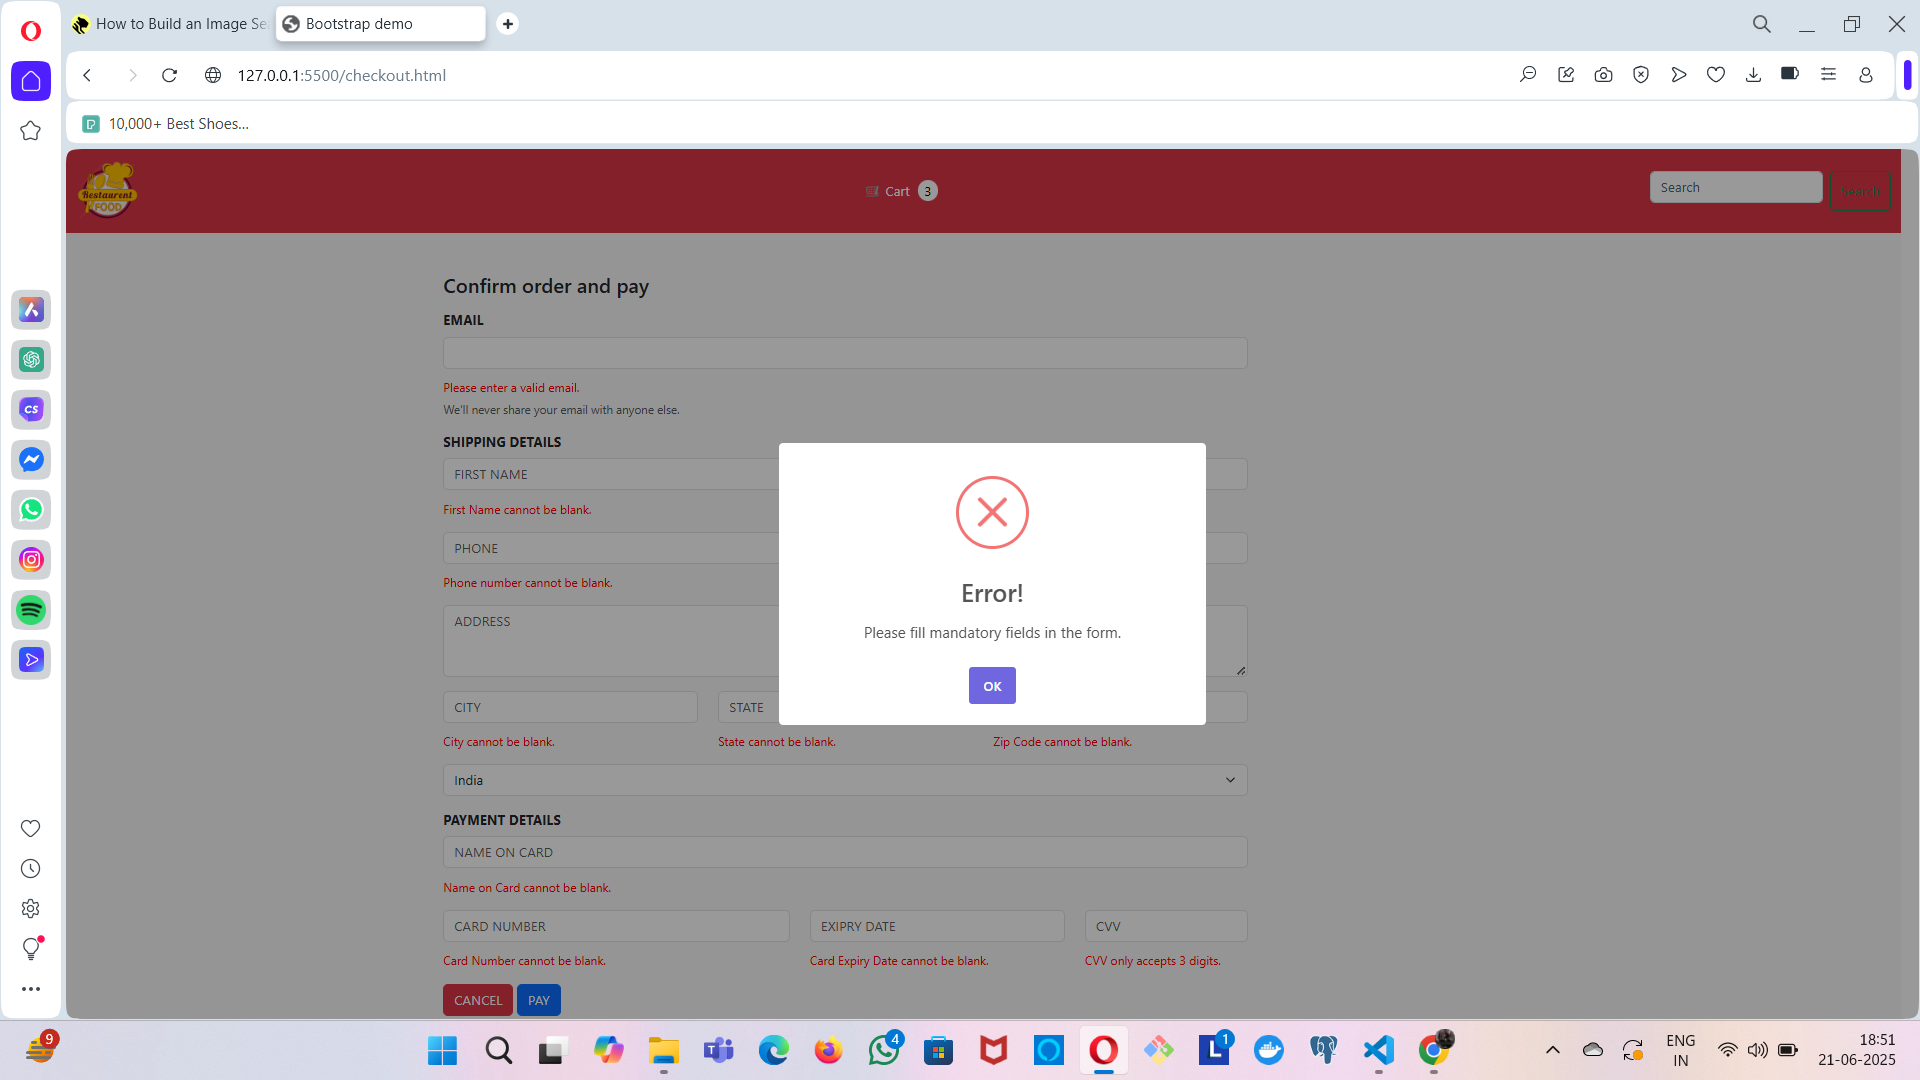 How to Build an Image Se
Bootstrap demo
127.0.0.1:5500/checkout.html
10,000+ Best Shoes...
Restaurent
FOOD
Cart 3
Search
Search
Confirm order and pay
EMAIL
Please enter a valid email.
We'll never share your email with anyone else.
SHIPPING DETAILS
FIRST NAME
First Name cannot be blank.
PHONE
Phone number cannot be blank.
ADDRESS
Error!
Please fill mandatory fields in the form.
OK
CITY
STATE
City cannot be blank.
State cannot be blank.
Zip Code cannot be blank.
India
PAYMENT DETAILS
NAME ON CARD
Name on Card cannot be blank.
CARD NUMBER
EXIPRY DATE
CVV
Card Number cannot be blank.
Card Expiry Date cannot be blank.
CVV only accepts 3 digits.
CANCEL
PAY
CS
9
4
1
ENG
IN
18:51
21-06-2025